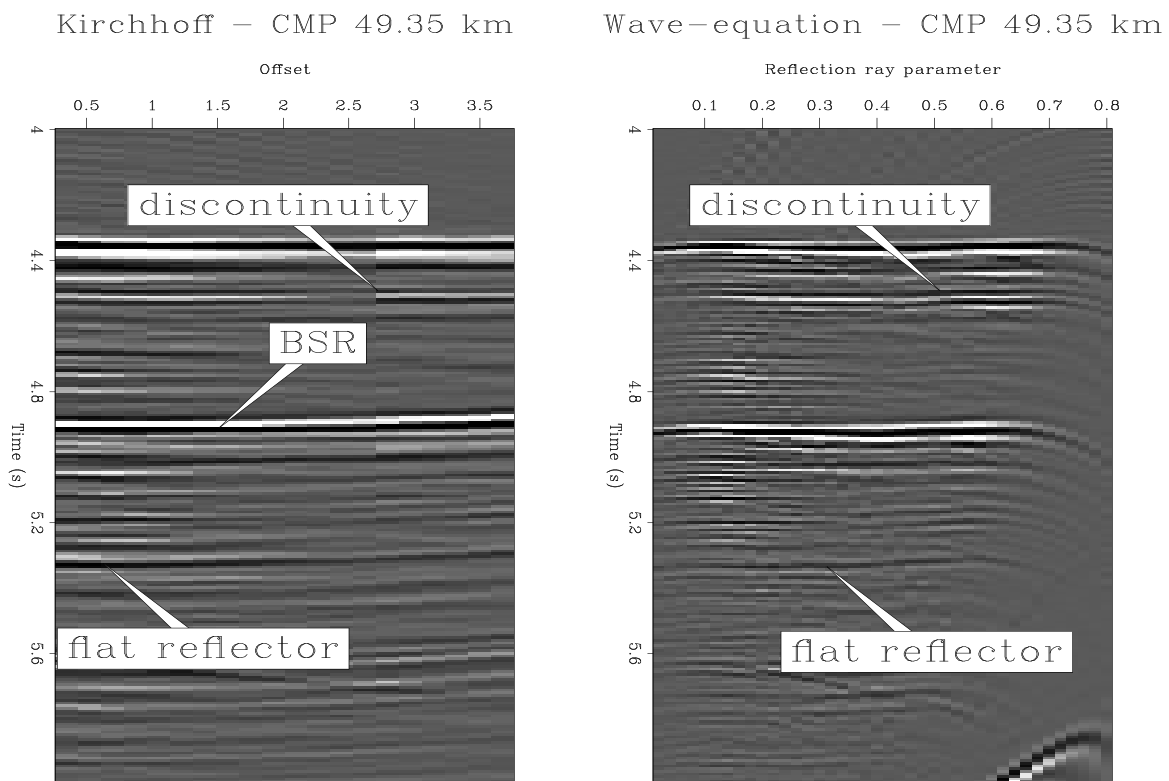 Kirchhoff − CMP 49.35 km
Offset
0.5 1 1.5 2 2.5 3 3.5
4
4.4
4.8
5.2
5.6
Time (s)
discontinuity
BSR
flat reflector
Wave−equation − CMP 49.35 km
Reflection ray parameter
0.1 0.2 0.3 0.4 0.5 0.6 0.7 0.8
4
4.4
4.8
5.2
5.6
Time (s)
discontinuity
flat reflector